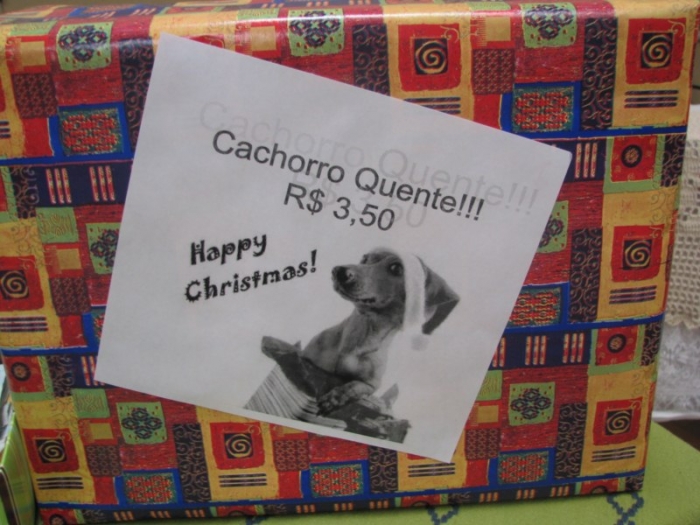 Cachorro Quente!!!
R$ 3,50
Happy
Christmas!